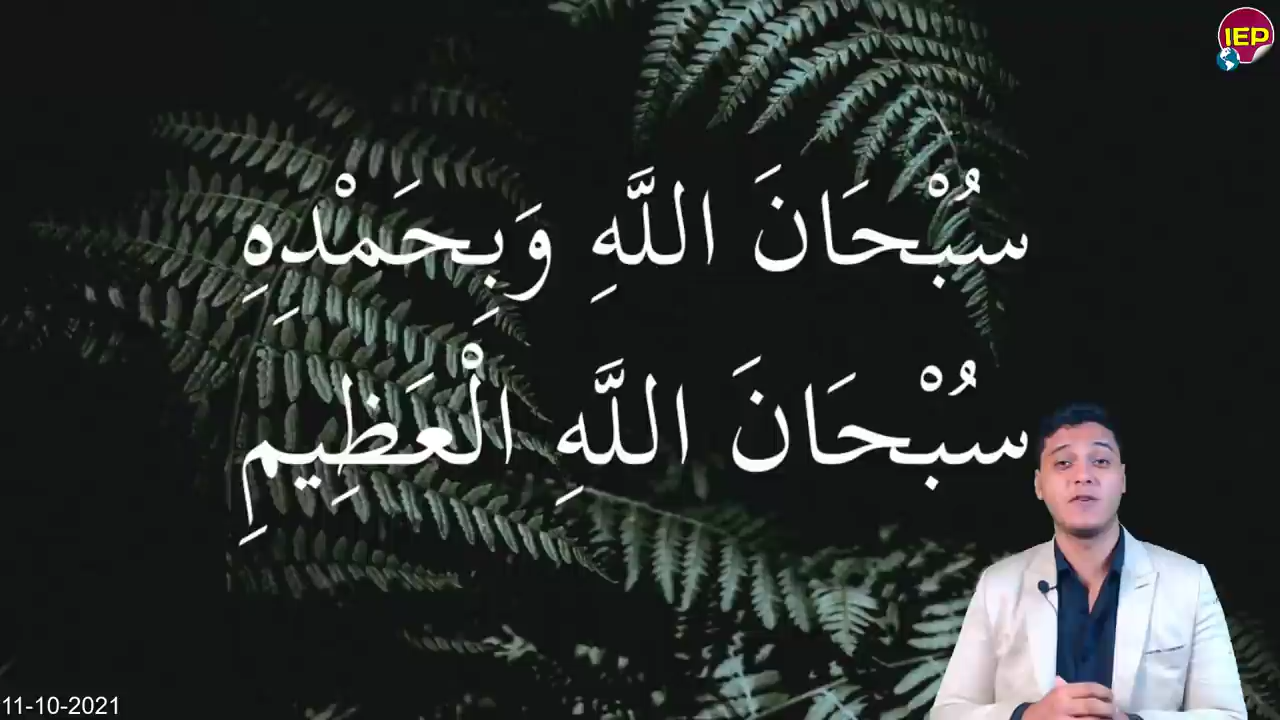 سُبْحَانَ اللَّهِ وَبِحَمْدِهِ
سُبْحَانَ اللَّهِ الْعَظِيمِ
IEP
11-10-2021